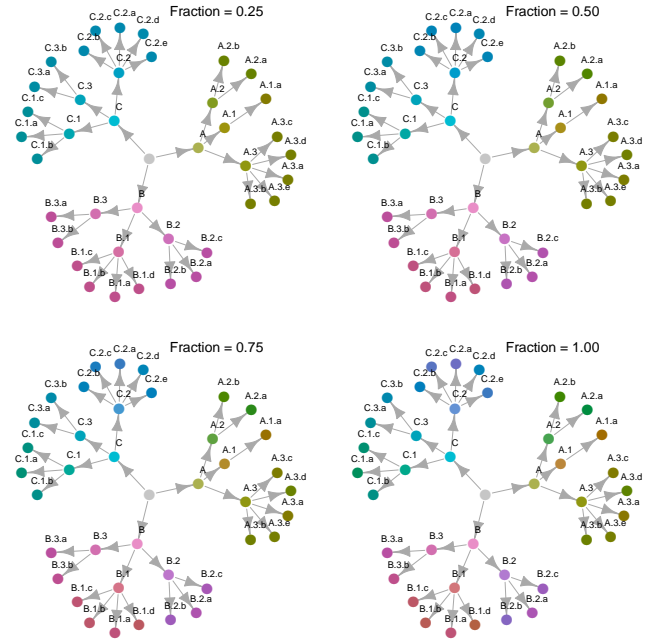 Fraction = 0.25
C.2.a
C.2.c
C.2.d
C.2.b
C.2.e
C.2
C.3.b
C.3.a
C.3
C.1.c
C
C.1.a
C.1
C.1.b
A.2.b
A.2.a
A.2
A.1.a
A.1
A
A.3.c
A.3.d
A.3
A.3.a
A.3.b
A.3.e
B
B.3.a
B.3
B.3.b
B.1
B.2
B.2.c
B.1.c
B.1.b
B.1.a
B.1.d
B.2.b
B.2.a
Fraction = 0.50
C.2.a
C.2.c
C.2.d
C.2.b
C.2.e
C.2
C.3.b
C.3.a
C.3
C.1.c
C
C.1.a
C.1
C.1.b
A.2.b
A.2.a
A.2
A.1.a
A.1
A
A.3.c
A.3.d
A.3
A.3.a
A.3.b
A.3.e
B
B.3.a
B.3
B.3.b
B.1
B.2
B.2.c
B.1.c
B.1.b
B.1.a
B.1.d
B.2.b
B.2.a
Fraction = 0.75
C.2.a
C.2.c
C.2.d
C.2.b
C.2.e
C.2
C.3.b
C.3.a
C.3
C.1.c
C
C.1.a
C.1
C.1.b
A.2.b
A.2.a
A.2
A.1.a
A.1
A
A.3.c
A.3.d
A.3
A.3.a
A.3.b
A.3.e
B
B.3.a
B.3
B.3.b
B.1
B.2
B.2.c
B.1.c
B.1.b
B.1.a
B.1.d
B.2.b
B.2.a
Fraction = 1.00
C.2.a
C.2.c
C.2.d
C.2.b
C.2.e
C.2
C.3.b
C.3.a
C.3
C.1.c
C
C.1.a
C.1
C.1.b
A.2.b
A.2.a
A.2
A.1.a
A.1
A
A.3.c
A.3.d
A.3
A.3.a
A.3.b
A.3.e
B
B.3.a
B.3
B.3.b
B.1
B.2
B.2.c
B.1.c
B.1.b
B.1.a
B.1.d
B.2.b
B.2.a